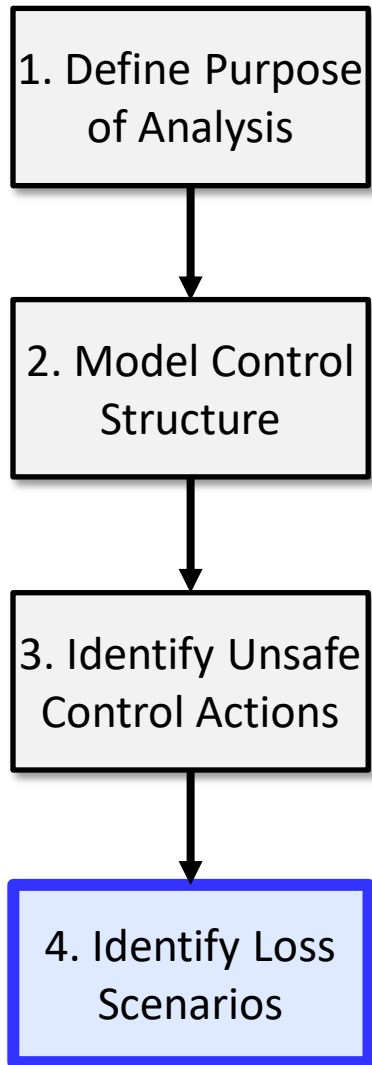 1. Define Purpose
of Analysis
2. Model Control
Structure
3. Identify Unsafe
Control Actions
4. Identify Loss
Scenarios